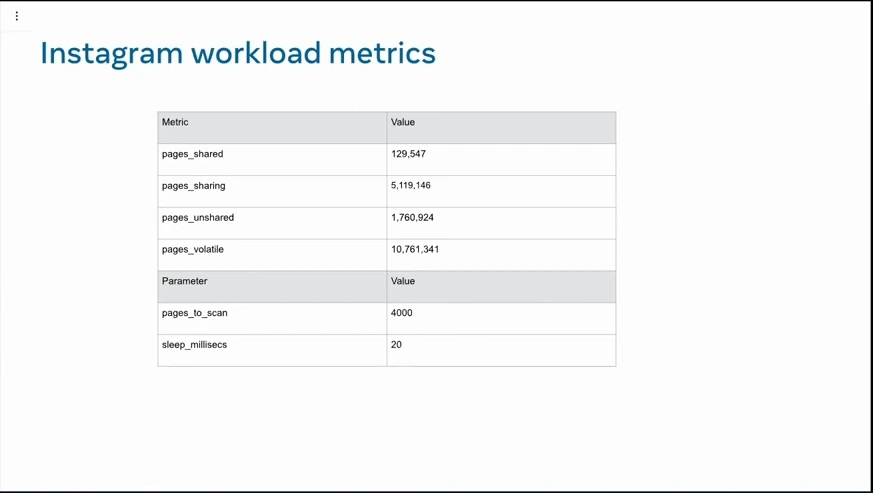 Instagram workload metrics
Metric Value
pages_shared 129,547
pages_sharing 5,119,146
pages_unshared 1,760,924
pages_volatile 10,761,341
Parameter Value
pages_to_scan 4000
sleep_millisecs 20